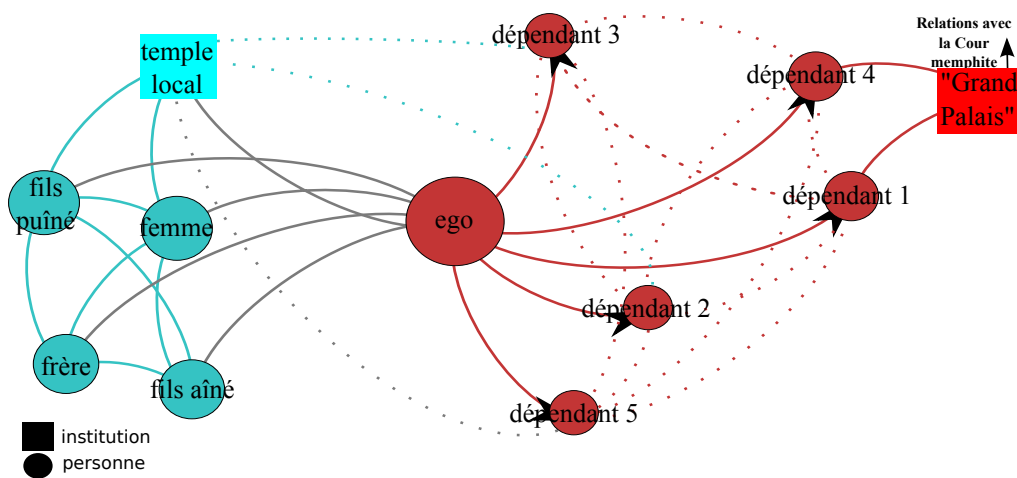 Relations avec
la Cour
memphite
dépendant 3
temple
local
dépendant 4
"Grand
Palais"
fils
puîné
femme
ego
dépendant 1
dépendant 2
frère
fils aîné
dépendant 5
institution
personne